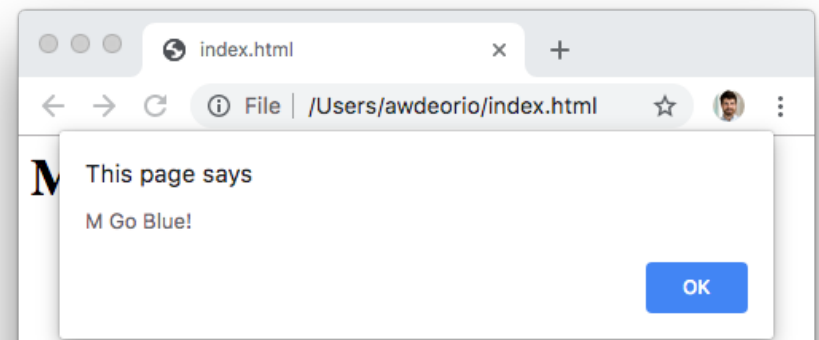 index.html
File /Users/awdeorio/index.html
M
This page says
M Go Blue!
OK